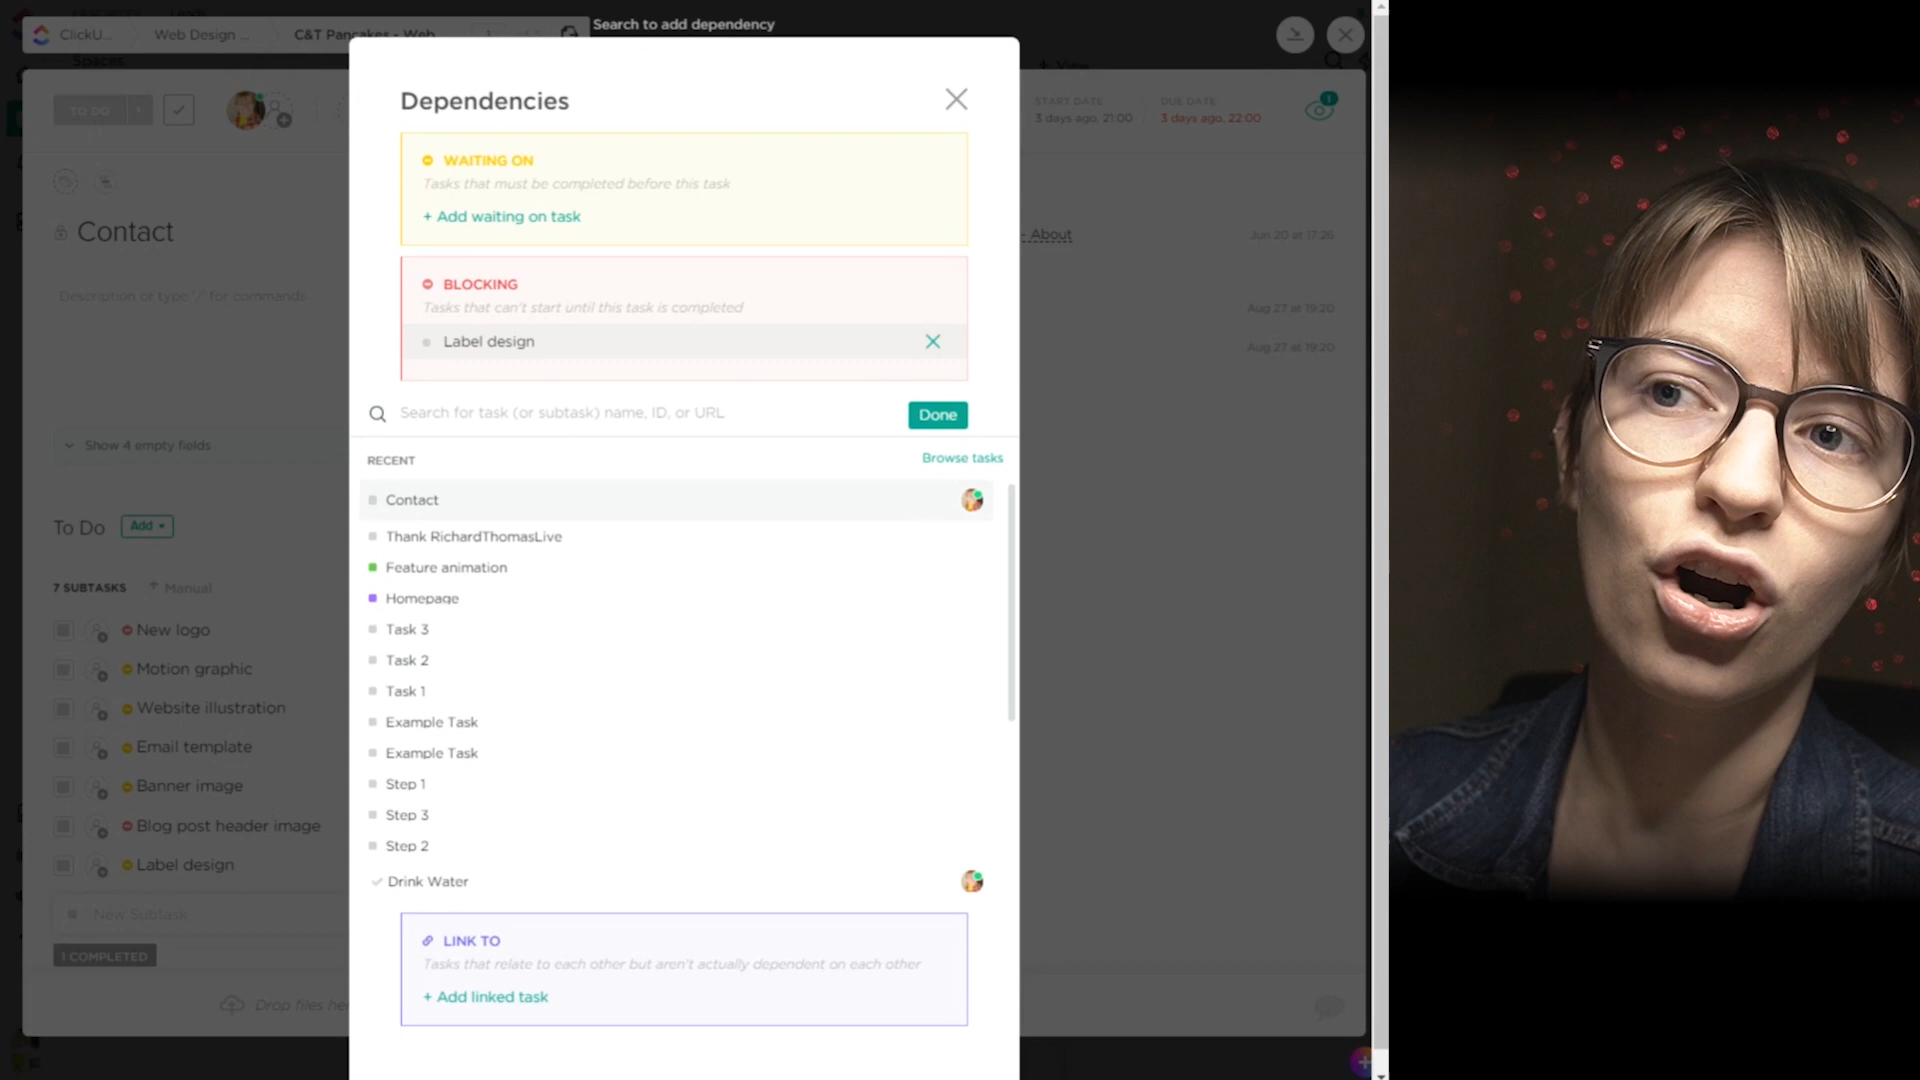 Search to add dependency
ClickU...
Web Design ...
C&T Pancakes - Web
Spaces
+ View
TO DO
START DATE
3 days ago, 21:00
DUE DATE
3 days ago, 22:00
1
Contact
Description or type '/' for commands
- About
Jun 20 at 17:26
Aug 27 at 19:20
Aug 27 at 19:20
Show 4 empty fields
To Do
Add
7 SUBTASKS
Manual
New logo
Motion graphic
Website illustration
Email template
Banner image
Blog post header image
Label design
New Subtask
1 COMPLETED
Drop files her
Dependencies
WAITING ON
Tasks that must be completed before this task
+ Add waiting on task
BLOCKING
Tasks that can't start until this task is completed
Label design
Search for task (or subtask) name, ID, or URL
Done
RECENT
Browse tasks
Contact
Thank RichardThomasLive
Feature animation
Homepage
Task 3
Task 2
Task 1
Example Task
Example Task
Step 1
Step 3
Step 2
Drink Water
LINK TO
Tasks that relate to each other but aren't actually dependent on each other
+ Add linked task